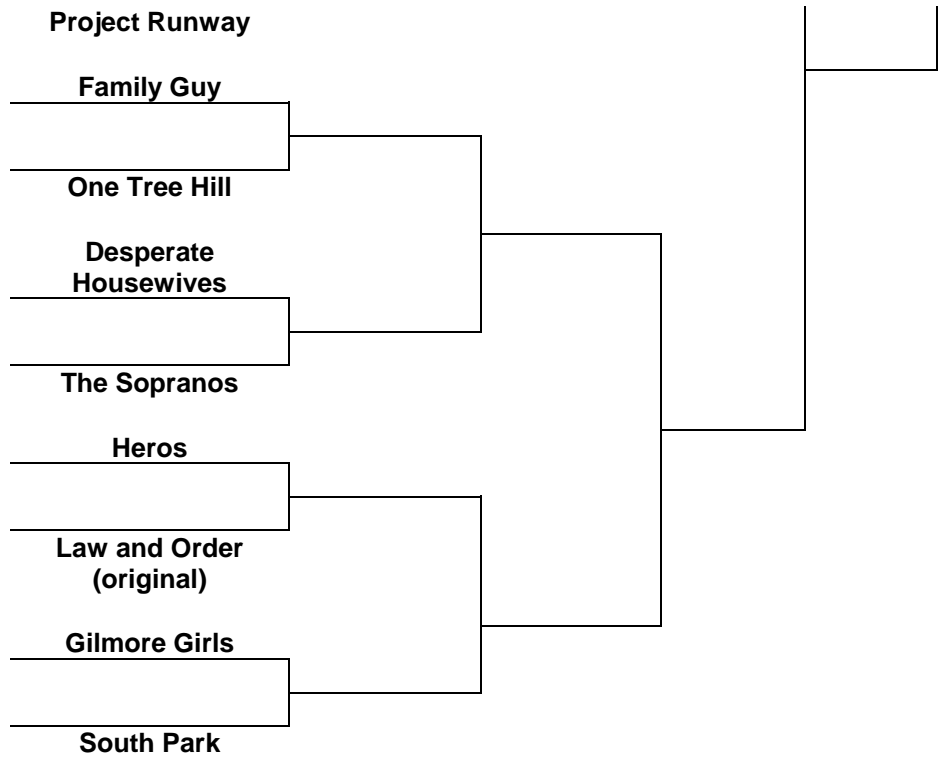 Project Runway
Family Guy
One Tree Hill
Desperate
Housewives
The Sopranos
Heros
Law and Order
(original)
Gilmore Girls
South Park